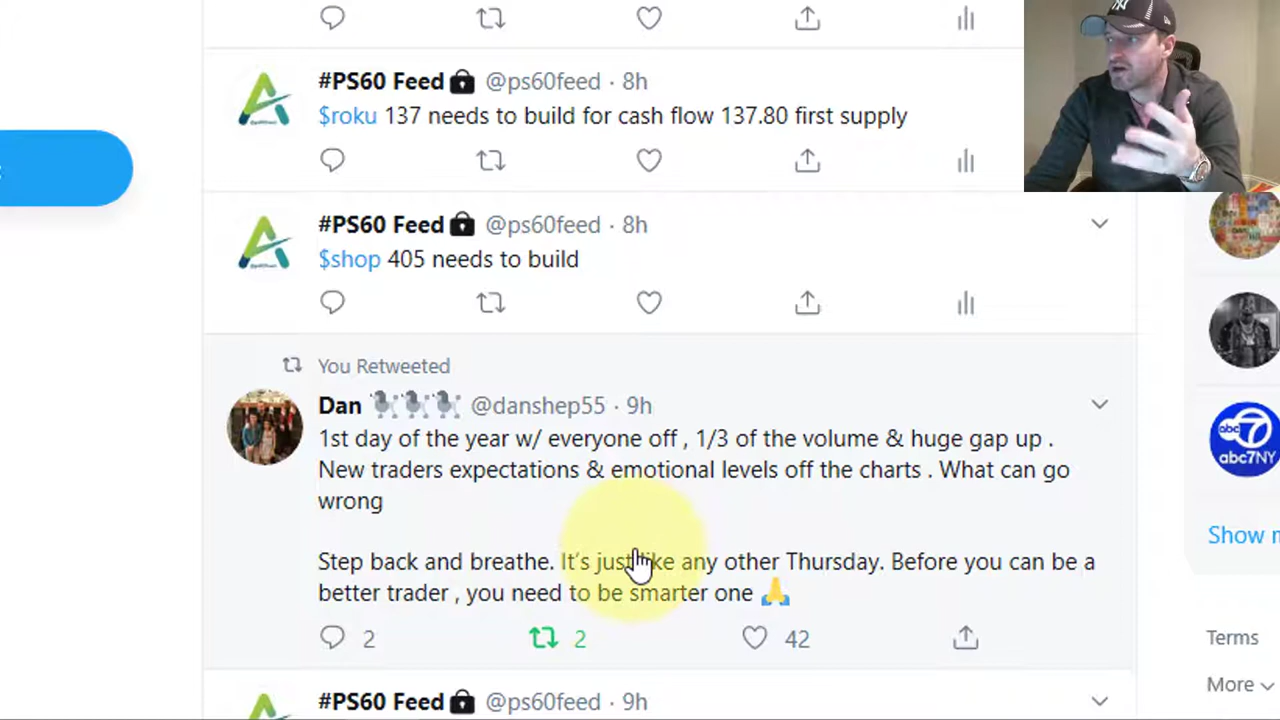 NY
#PS60 Feed @ps60feed · 8h
$roku 137 needs to build for cash flow 137.80 first supply
#PS60 Feed @ps60feed · 8h
$shop 405 needs to build
You Retweeted
Dan @danshep55 · 9h
1st day of the year w/ everyone off , 1/3 of the volume & huge gap up .
New traders expectations & emotional levels off the charts . What can go
wrong
Step back and breathe. It's just like any other Thursday. Before you can be a
better trader , you need to be smarter one 🙏
2
2
42
#PS60 Feed @ps60feed · 9h
abc 7
abc7NY
Show
Terms
More